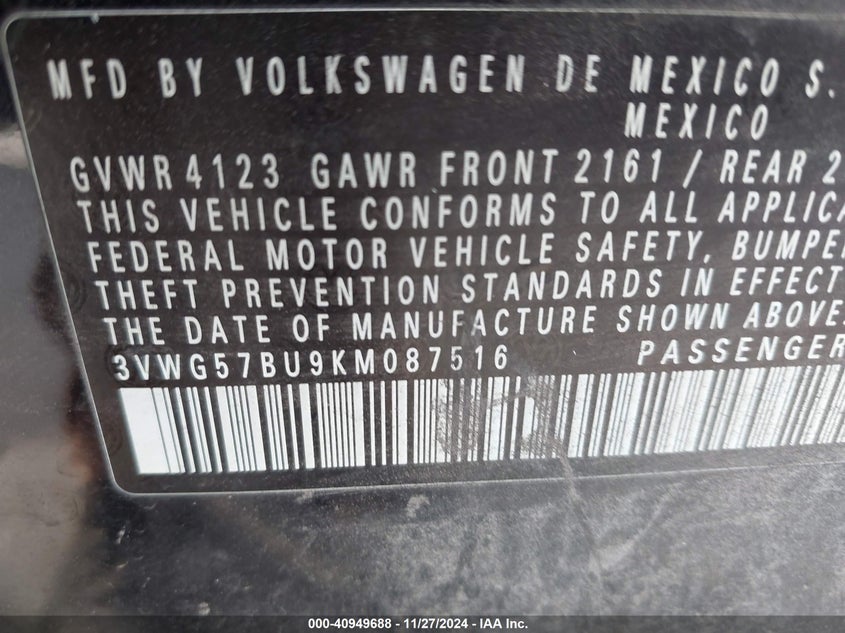 MFD BY VOLKSWAGEN DE MEXICO S.
MEXICO
GVWR 4123 GAWR FRONT 2161 / REAR 2
THIS VEHICLE CONFORMS TO ALL APPLICA
FEDERAL MOTOR VEHICLE SAFETY, BUMPER
THEFT PREVENTION STANDARDS IN EFFECT
THE DATE OF MANUFACTURE SHOWN ABOVE.
3VWG57BU9KM087516 PASSENGER
000-40949688 - 11/27/2024 - IAA Inc.